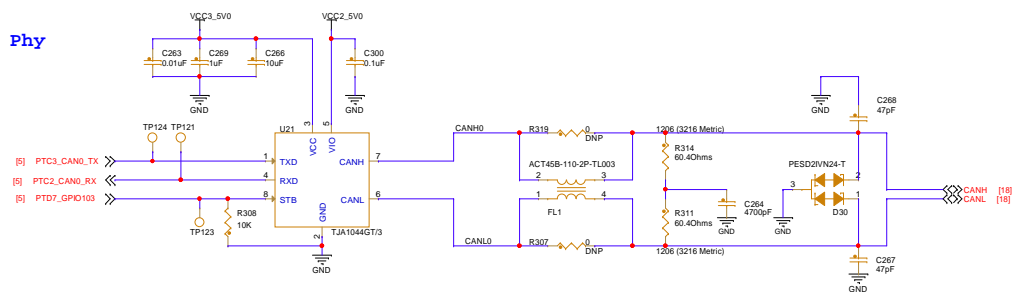 VCC3_5V0
VCC2_5V0
Phy
C263
0.01uF
C269
1uF
C266
10uF
C300
0.1uF
GND
GND
GND
C268
47pF
TP124
TP121
U21
3
5
VCC
VIO
CANH0
R319
0
DNP
1206 (3216 Metric)
R314
60.4Ohms
PESD2IVN24-T
[5] PTC3_CAN0_TX
1
TXD
CANH
7
ACT45B-110-2P-TL003
2
3
2
[5] PTC2_CAN0_RX
4
RXD
3
CANH [18]
[5] PTD7_GPIO103
8
STB
CANL
6
1
4
C264
4700pF
1
CANL [18]
GND
FL1
R311
60.4Ohms
GND
GND
D30
TP123
R308
10K
2
TJA1044GT/3
CANL0
R307
0
DNP
1206 (3216 Metric)
GND
C267
47pF
GND